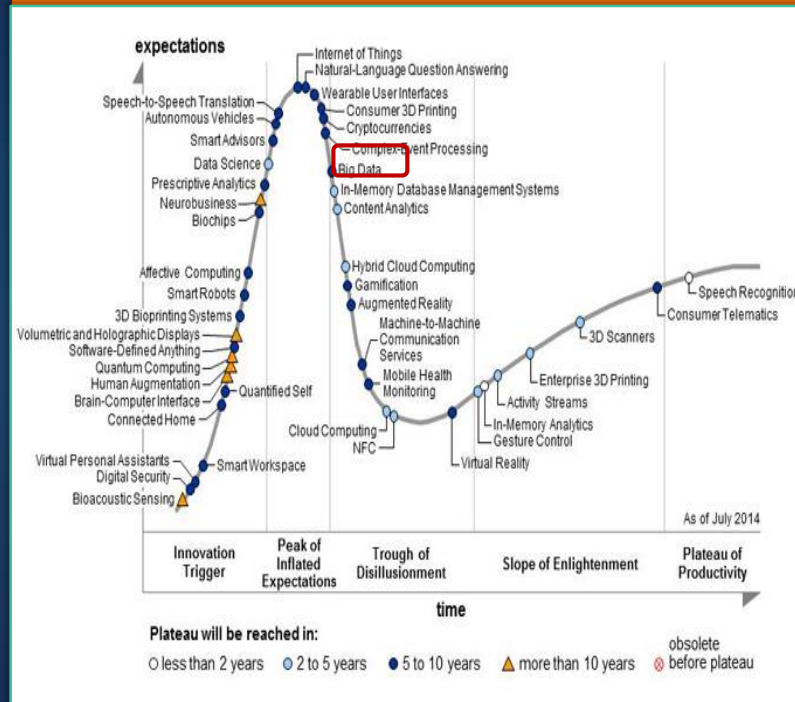 expectations
Internet of Things
Natural-Language Question Answering
Wearable User Interfaces
Speech-to-Speech Translation
Consumer 3D Printing
Autonomous Vehicles
Cryptocurrencies
Smart Advisors
Complex-Event Processing
Data Science
Big Data
Prescriptive Analytics
In-Memory Database Management Systems
Neurobusiness
Content Analytics
Biochips
Hybrid Cloud Computing
Affective Computing
Gamification
Smart Robots
Augmented Reality
Speech Recognition
3D Bioprinting Systems
Machine-to-Machine
Communication
Services
Consumer Telematics
Volumetric and Holographic Displays
3D Scanners
Software-Defined Anything
Quantum Computing
Mobile Health
Monitoring
Enterprise 3D Printing
Human Augmentation
Quantified Self
Brain-Computer Interface
Activity Streams
Connected Home
In-Memory Analytics
Cloud Computing
Gesture Control
NFC
Virtual Reality
Virtual Personal Assistants
Smart Workspace
Digital Security
Bioacoustic Sensing
As of July 2014
Innovation
Trigger
Peak of
Inflated
Expectations
Trough of
Disillusionment
Slope of Enlightenment
Plateau of
Productivity
time
Plateau will be reached in:
less than 2 years
2 to 5 years
5 to 10 years
more than 10 years
obsolete
before plateau